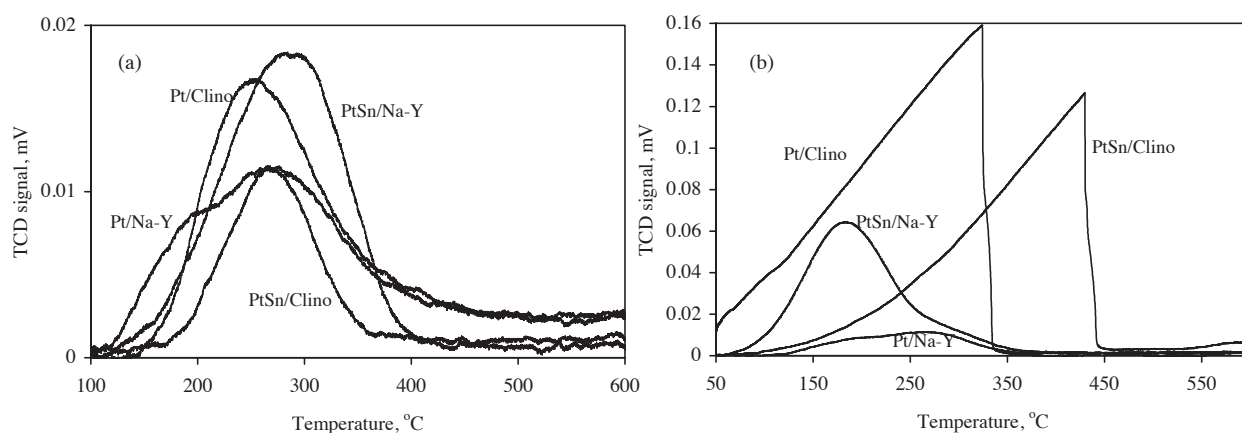 0.02
(a)
Pt/Clino
PtSn/Na-Y
0.01
Pt/Na-Y
PtSn/Clino
0
100 200 300 400 500 600
TCD signal, mV
Temperature, °C
0.16
(b)
0.14
0.12
Pt/Clino
PtSn/Clino
0.1
0.08
PtSn/Na-Y
0.06
0.04
0.02
Pt/Na-Y
0
50 150 250 350 450 550
TCD signal, mV
Temperature, °C